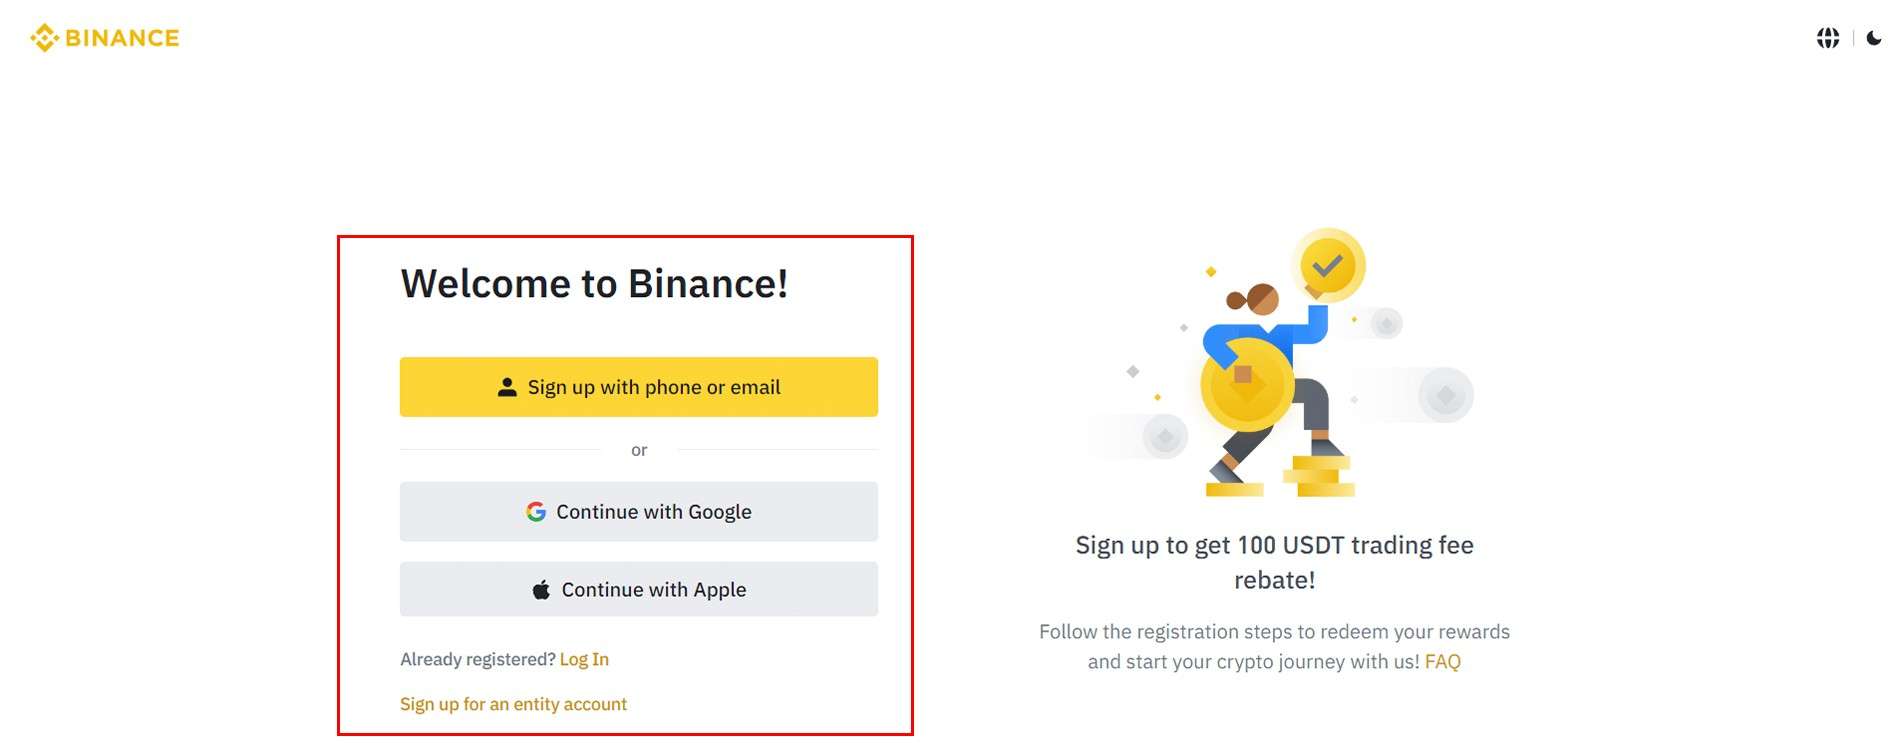 BINANCE
Welcome to Binance!
Sign up with phone or email
or
Continue with Google
Continue with Apple
Already registered? Log In
Sign up for an entity account
Sign up to get 100 USDT trading fee
rebate!
Follow the registration steps to redeem your rewards
and start your crypto journey with us! FAQ